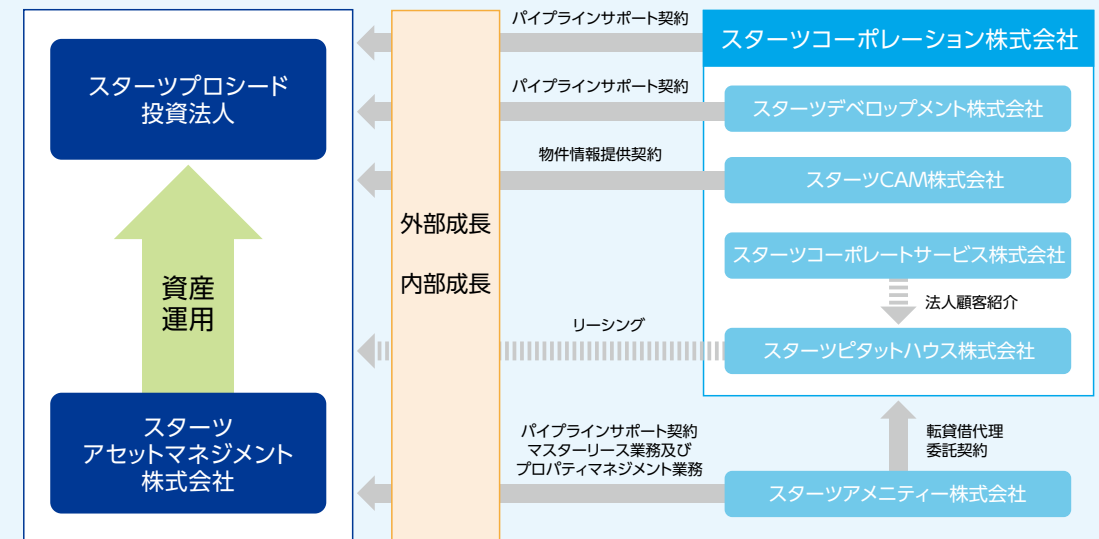 スターツプロシード
投資法人
資産
運用
スターツ
アセットマネジメント
株式会社
外部成長
内部成長
パイプラインサポート契約
パイプラインサポート契約
物件情報提供契約
リーシング
パイプラインサポート契約
マスターリース業務及び
プロパティマネジメント業務
スターツコーポレーション株式会社
スターツデベロップメント株式会社
スターツCAM株式会社
スターツコーポレートサービス株式会社
法人顧客紹介
スターツピタットハウス株式会社
転貸借代理
委託契約
スターツアメニティー株式会社